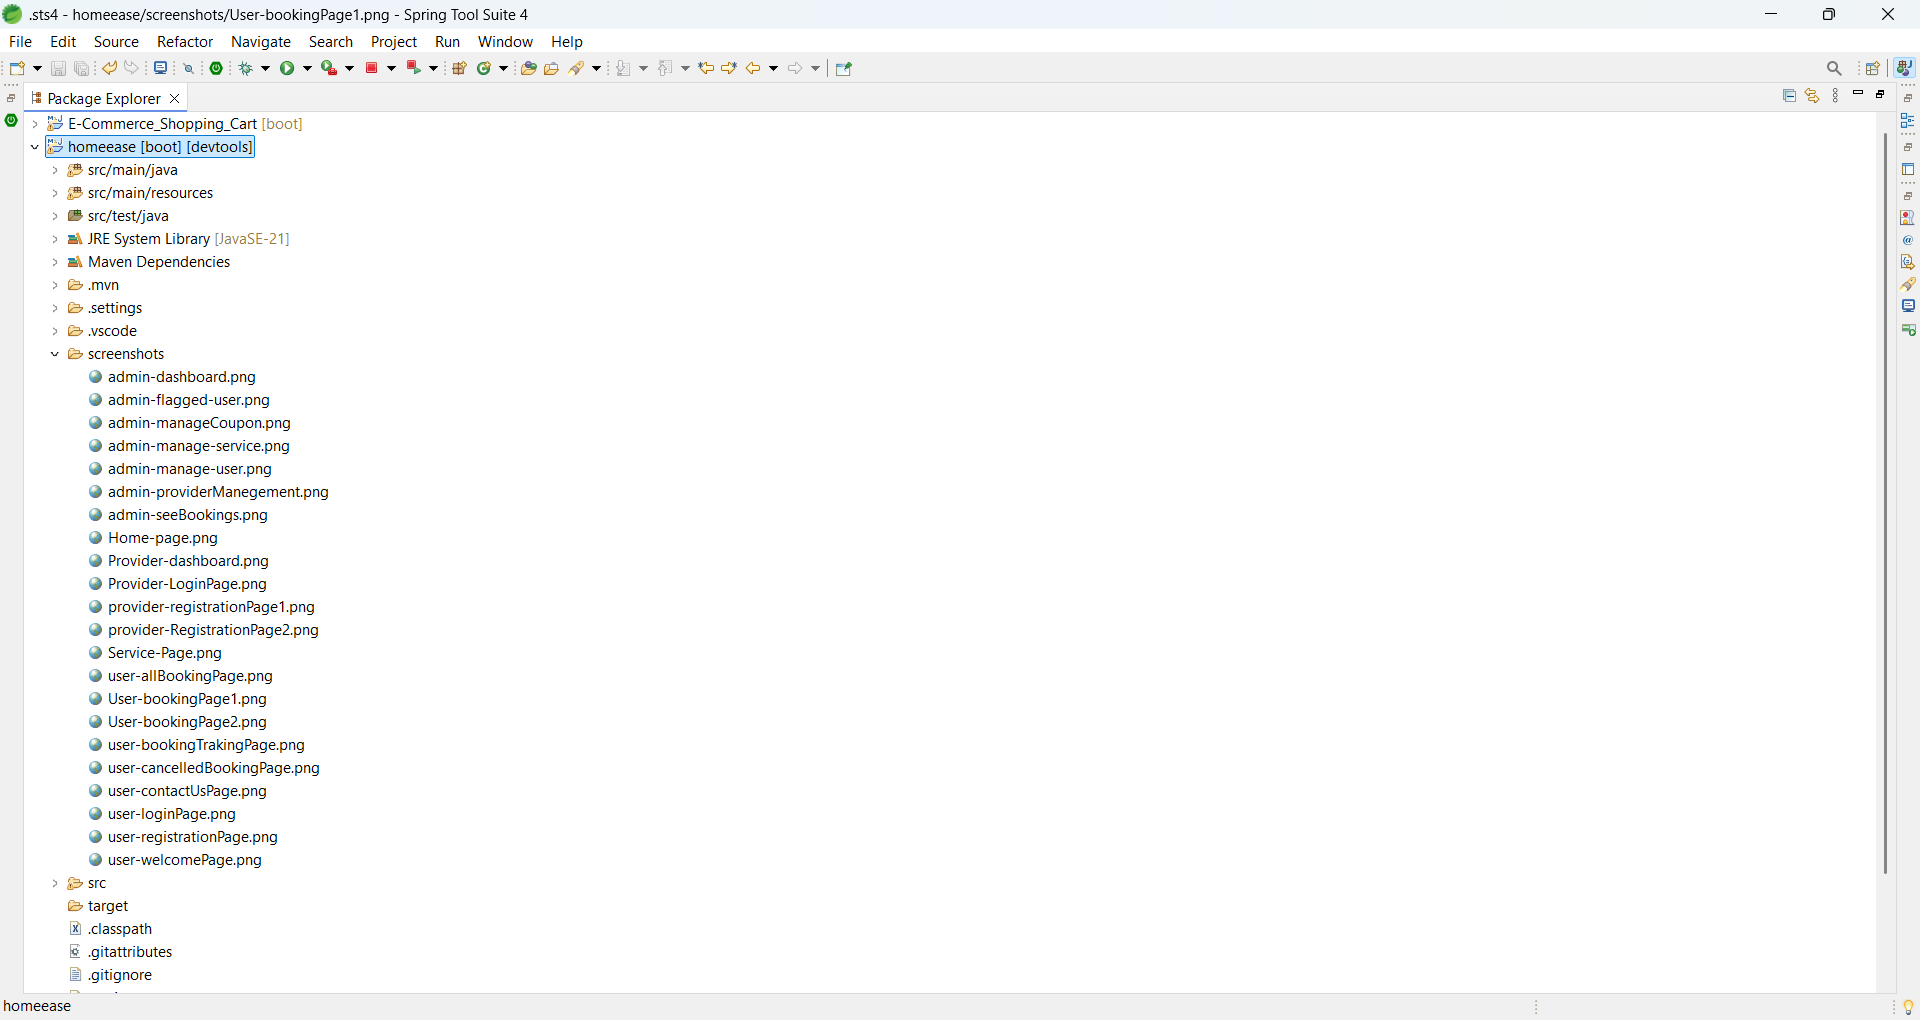 .sts4 - homeease/screenshots/User-bookingPage1.png - Spring Tool Suite 4
File Edit Source Refactor Navigate Search Project Run Window Help
Package Explorer
E-Commerce_Shopping_Cart [boot]
homeease [boot] [devtools]
src/main/java
src/main/resources
src/test/java
JRE System Library [JavaSE-21]
Maven Dependencies
.mvn
.settings
.vscode
screenshots
admin-dashboard.png
admin-flagged-user.png
admin-manageCoupon.png
admin-manage-service.png
admin-manage-user.png
admin-providerManegement.png
admin-seeBookings.png
Home-page.png
Provider-dashboard.png
Provider-LoginPage.png
provider-registrationPage1.png
provider-RegistrationPage2.png
Service-Page.png
user-allBookingPage.png
User-bookingPage1.png
User-bookingPage2.png
user-bookingTrakingPage.png
user-cancelledBookingPage.png
user-contactUsPage.png
user-loginPage.png
user-registrationPage.png
user-welcomePage.png
src
target
.classpath
.gitattributes
.gitignore
homeease